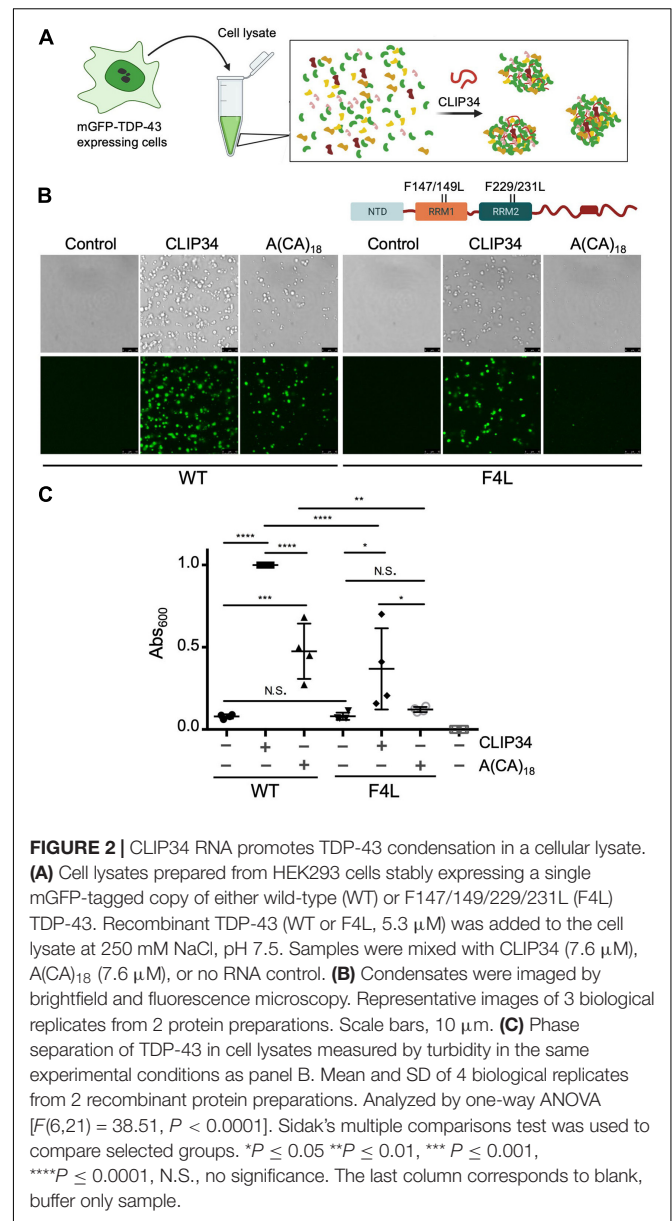 A
Cell lysate
mGFP-TDP-43
expressing cells
CLIP34
B
F147/149L F229/231L
NTD RRM1 RRM2
Control CLIP34 A(CA)18 Control CLIP34 A(CA)18
WT F4L
C
**
****
**** **** *
N.S.
*** *
N.S.
Abs600
1.0
0.5
0.0
− + − − + − − CLIP34
− − + − − + − A(CA)18
WT F4L
FIGURE 2 | CLIP34 RNA promotes TDP-43 condensation in a cellular lysate.
(A) Cell lysates prepared from HEK293 cells stably expressing a single
mGFP-tagged copy of either wild-type (WT) or F147/149/229/231L (F4L)
TDP-43. Recombinant TDP-43 (WT or F4L, 5.3 μM) was added to the cell
lysate at 250 mM NaCl, pH 7.5. Samples were mixed with CLIP34 (7.6 μM),
A(CA)18 (7.6 μM), or no RNA control. (B) Condensates were imaged by
brightfield and fluorescence microscopy. Representative images of 3 biological
replicates from 2 protein preparations. Scale bars, 10 μm. (C) Phase
separation of TDP-43 in cell lysates measured by turbidity in the same
experimental conditions as panel B. Mean and SD of 4 biological replicates
from 2 recombinant protein preparations. Analyzed by one-way ANOVA
[F(6,21) = 38.51, P < 0.0001]. Sidak's multiple comparisons test was used to
compare selected groups. *P ≤ 0.05 **P ≤ 0.01, *** P ≤ 0.001,
****P ≤ 0.0001, N.S., no significance. The last column corresponds to blank,
buffer only sample.